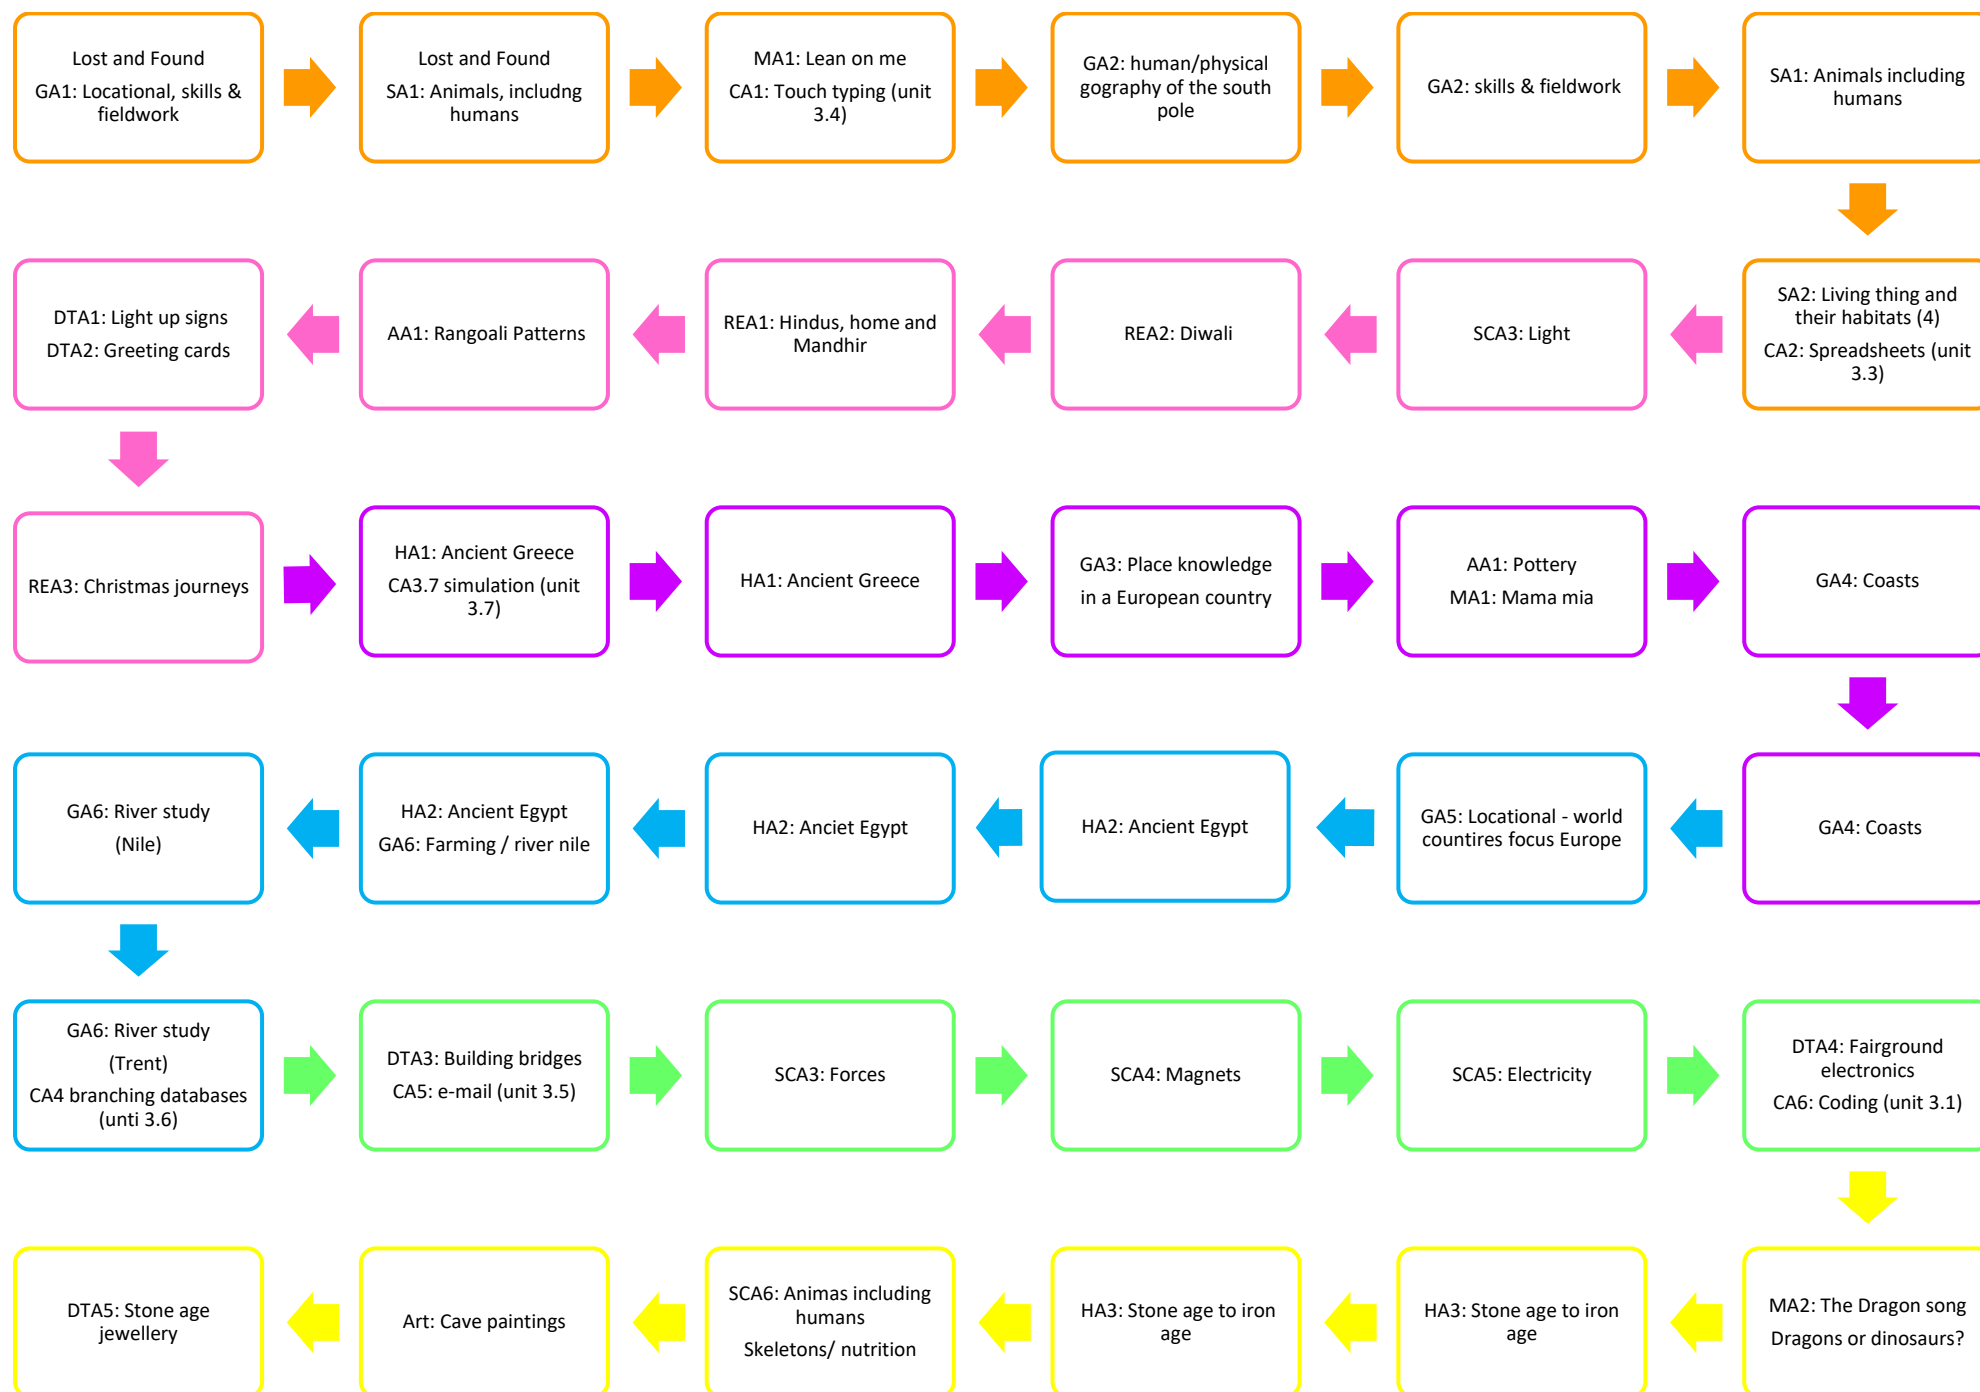 Lost and Found
GA1: Locational, skills &
fieldwork
Lost and Found
SA1: Animals, includng
humans
MA1: Lean on me
CA1: Touch typing (unit
3.4)
GA2: human/physical
gography of the south
pole
GA2: skills & fieldwork
SA1: Animals including
humans
DTA1: Light up signs
DTA2: Greeting cards
AA1: Rangoali Patterns
REA1: Hindus, home and
Mandhir
REA2: Diwali
SCA3: Light
SA2: Living thing and
their habitats (4)
CA2: Spreadsheets (unit
3.3)
REA3: Christmas journeys
HA1: Ancient Greece
CA3.7 simulation (unit
3.7)
HA1: Ancient Greece
GA3: Place knowledge
in a European country
AA1: Pottery
MA1: Mama mia
GA4: Coasts
GA6: River study
(Nile)
HA2: Ancient Egypt
GA6: Farming / river nile
HA2: Anciet Egypt
HA2: Ancient Egypt
GA5: Locational - world
countires focus Europe
GA4: Coasts
GA6: River study
(Trent)
CA4 branching databases
(unti 3.6)
DTA3: Building bridges
CA5: e-mail (unit 3.5)
SCA3: Forces
SCA4: Magnets
SCA5: Electricity
DTA4: Fairground
electronics
CA6: Coding (unit 3.1)
DTA5: Stone age
jewellery
Art: Cave paintings
SCA6: Animas including
humans
Skeletons/ nutrition
HA3: Stone age to iron
age
HA3: Stone age to iron
age
MA2: The Dragon song
Dragons or dinosaurs?